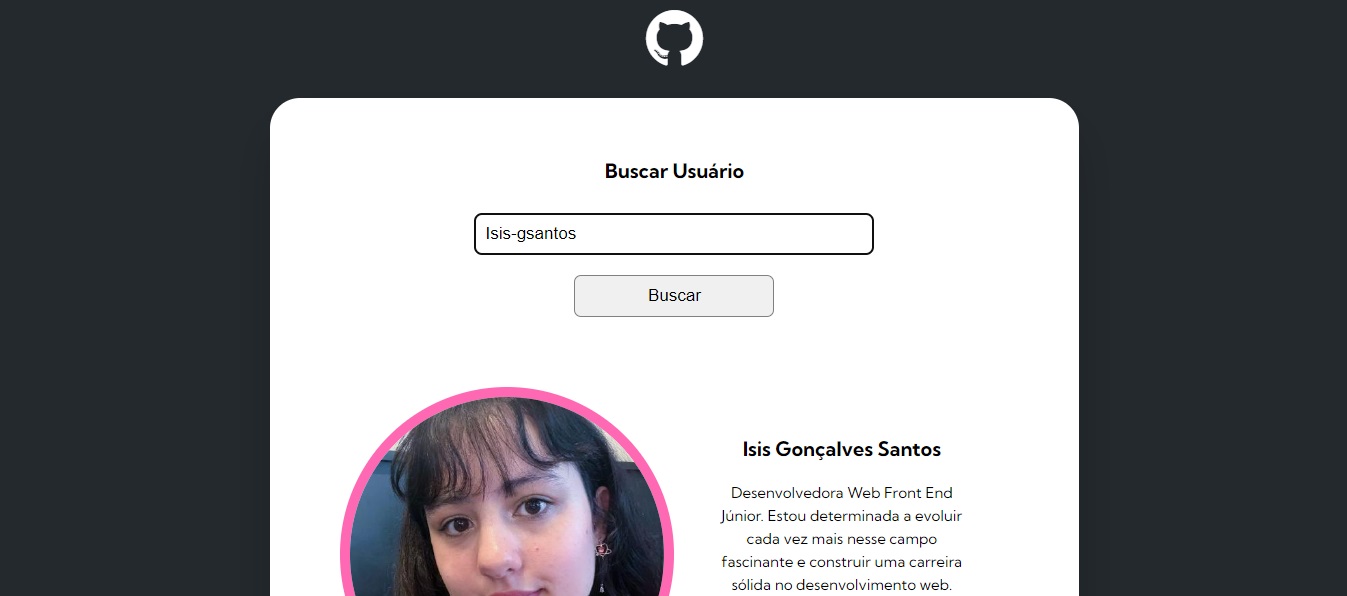 Buscar Usuário
Isis-gsantos
Buscar
Isis Gonçalves Santos
Desenvolvedora Web Front End
Júnior. Estou determinada a evoluir
cada vez mais nesse campo
fascinante e construir uma carreira
sólida no desenvolvimento web.